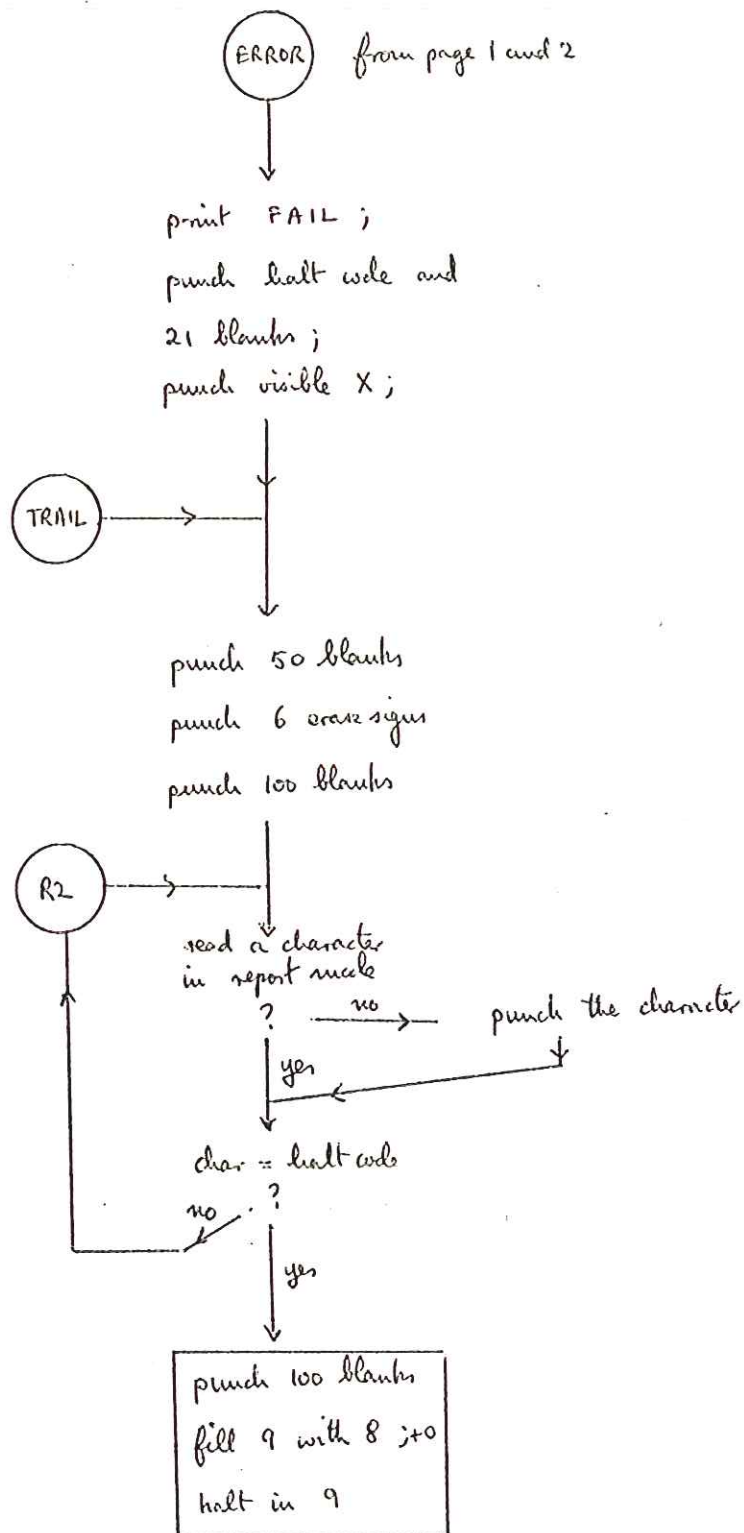 ERROR from page 1 and 2
print FAIL ;
punch halt code and
21 blanks ;
punch visible X ;
TRAIL
punch 50 blanks
punch 6 erase signs
punch 100 blanks
R2
read a character
in report mode
? no punch the character
yes
char = halt code
?
no
yes
punch 100 blanks
fill 9 with 8 ;+0
halt in 9